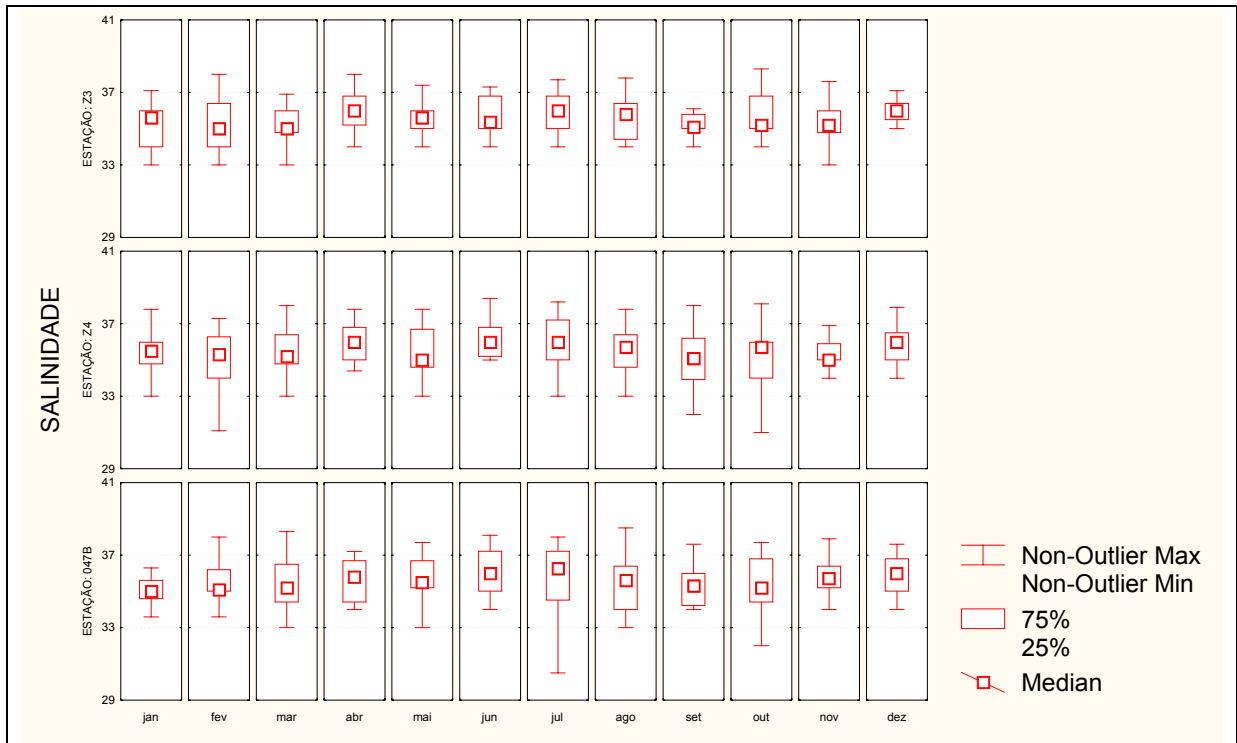 SALINIDADE
ESTAÇÃO: Z3
41
37
33
29
ESTAÇÃO: Z4
41
37
33
29
ESTAÇÃO: 047B
41
37
33
29
jan fev mar abr mai jun jul ago set out nov dez
Non-Outlier Max
Non-Outlier Min
75%
25%
Median